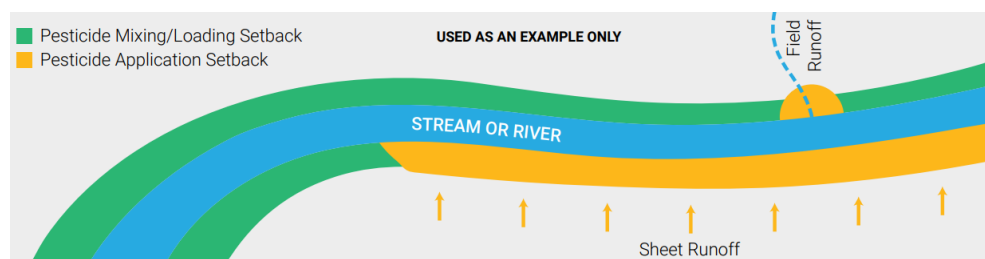 Pesticide Mixing/Loading Setback
Pesticide Application Setback
USED AS AN EXAMPLE ONLY
Field
Runoff
STREAM OR RIVER
Sheet Runoff